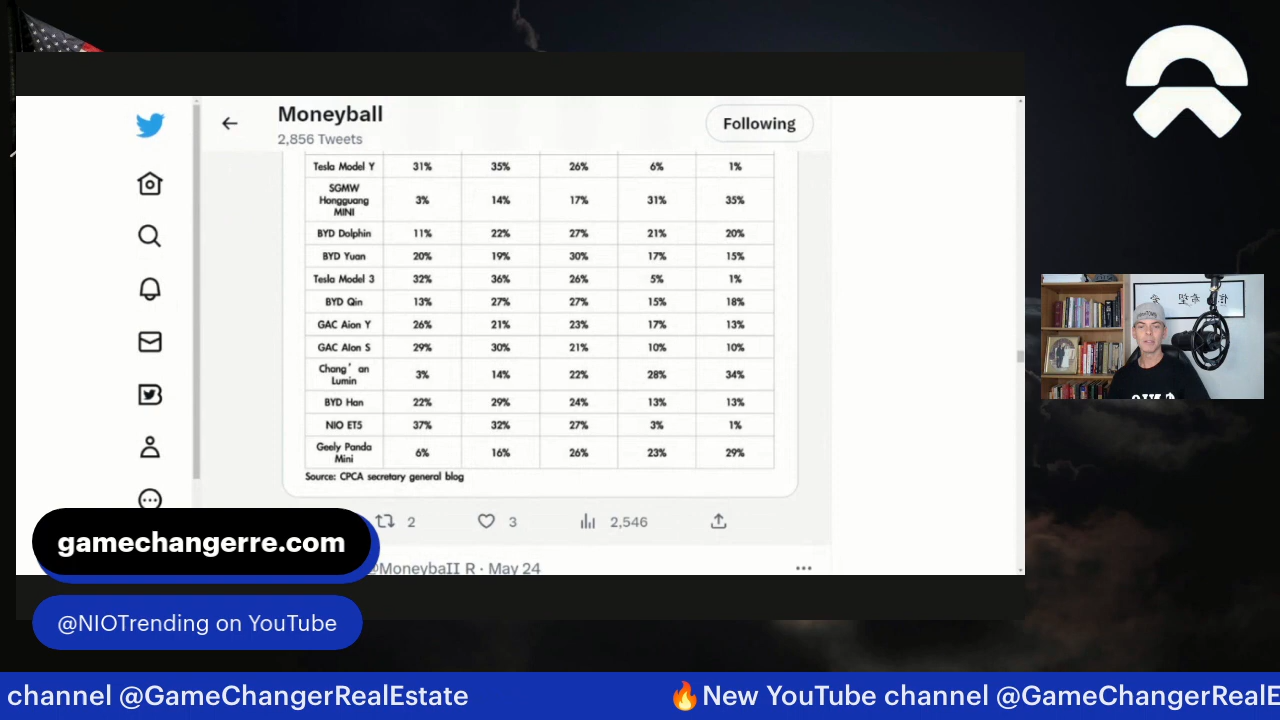 Moneyball
2,856 Tweets
Following
Tesla Model Y 31% 35% 26% 6% 1%
SGMW
Hongguang
MINI 3% 14% 17% 31% 35%
BYD Dolphin 11% 22% 27% 21% 20%
BYD Yuan 20% 19% 30% 17% 15%
Tesla Model 3 32% 36% 26% 5% 1%
BYD Qin 13% 27% 27% 15% 18%
GAC Aion Y 26% 21% 23% 17% 13%
GAC Aion S 29% 30% 21% 10% 10%
Chang’an
Lumin 3% 14% 22% 28% 34%
BYD Han 22% 29% 24% 13% 13%
NIO ET5 37% 32% 27% 3% 1%
Geely Panda
Mini 6% 16% 26% 23% 29%
Source: CPCA secretary general blog
2 3 2,546
@MoneybaII R · May 24
gamechangerre.com
@NIOTrending on YouTube
channel @GameChangerRealEstate
🔥New YouTube channel @GameChangerRealE